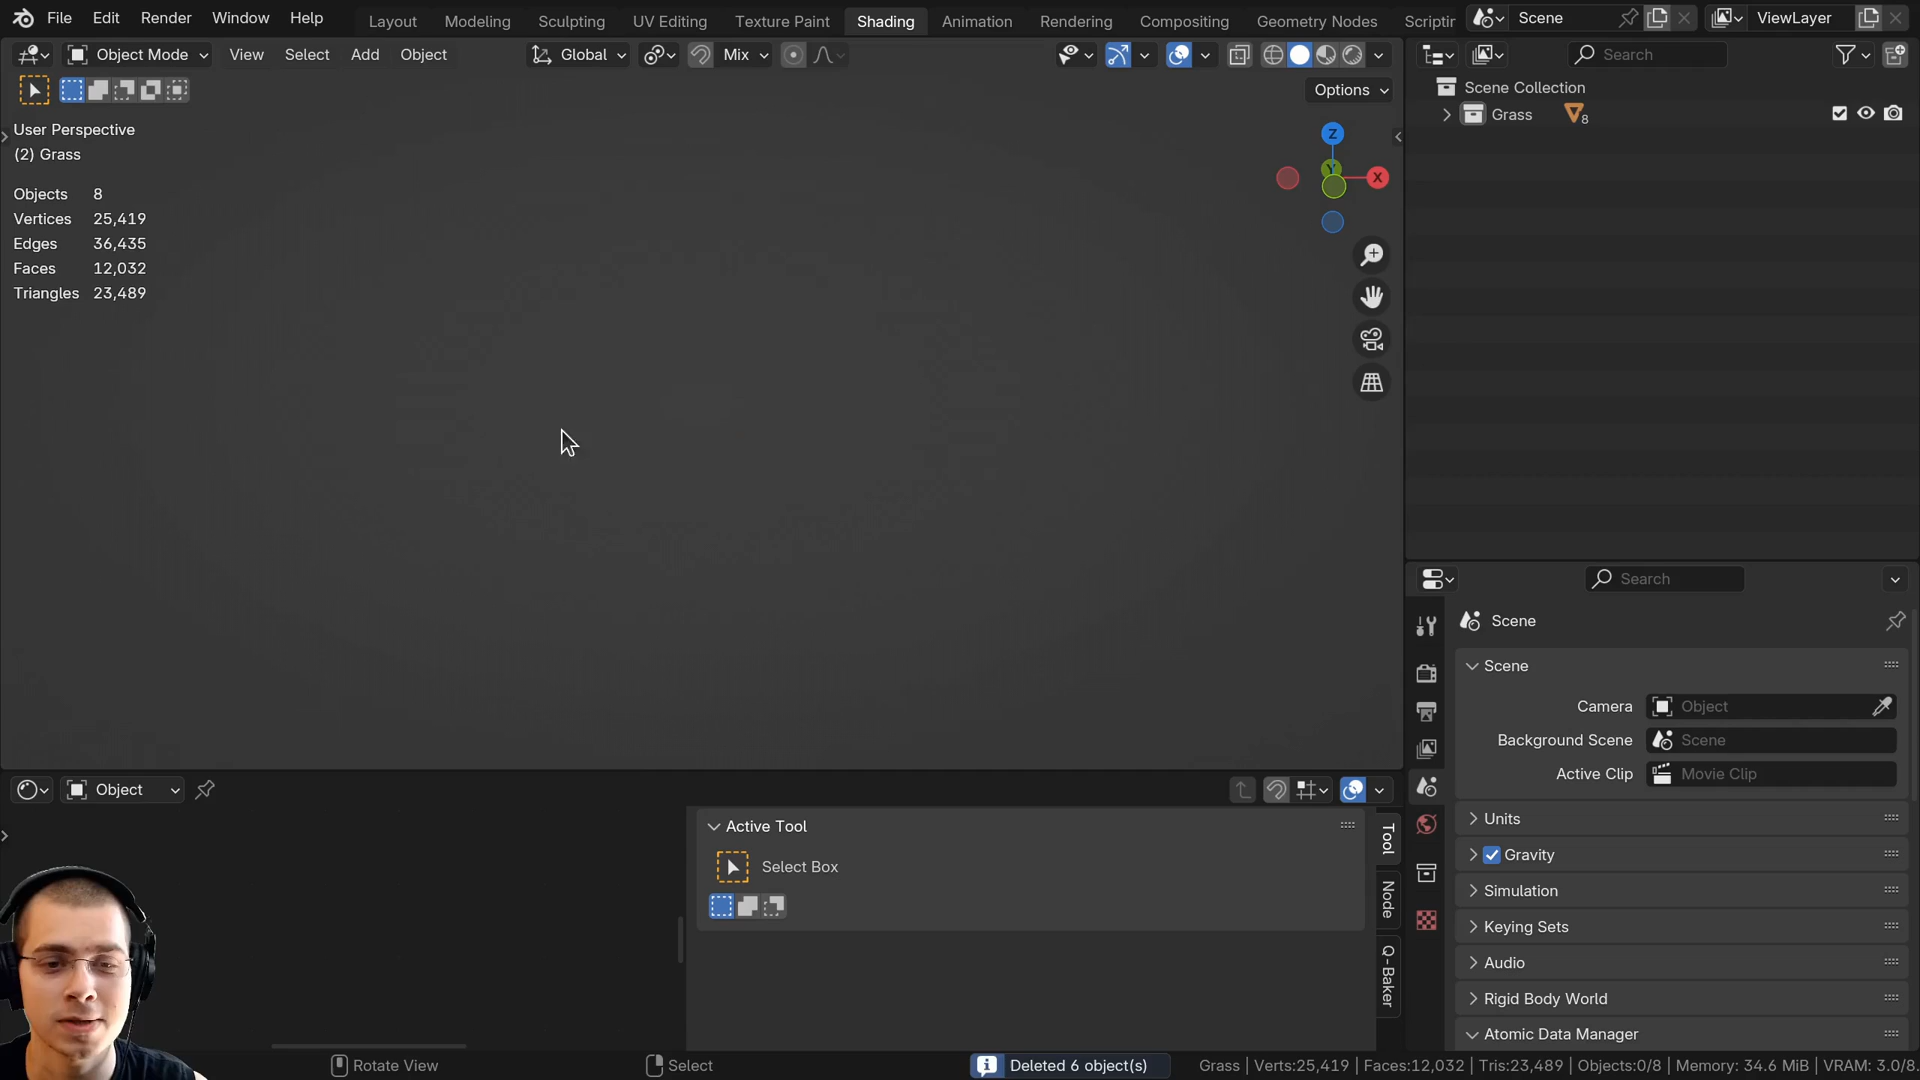 File Edit Render Window Help Layout Modeling Sculpting UV Editing Texture Paint Shading Animation Rendering Compositing Geometry Nodes Scriptin Scene ViewLayer
Object Mode View Select Add Object Global Mix Search
Options
User Perspective
(2) Grass
Objects 8
Vertices 25,419
Edges 36,435
Faces 12,032
Triangles 23,489
Z
Y
X
Scene Collection
Grass 8
Search
Scene
Scene
Camera Object
Background Scene Scene
Active Clip Movie Clip
Units
Gravity
Simulation
Keying Sets
Audio
Rigid Body World
Atomic Data Manager
Object
Active Tool
Select Box
Tool
Node
Q-Baker
Rotate View Select Deleted 6 object(s) Grass | Verts:25,419 | Faces:12,032 | Tris:23,489 | Objects:0/8 | Memory: 34.6 MiB | VRAM: 3.0/8.